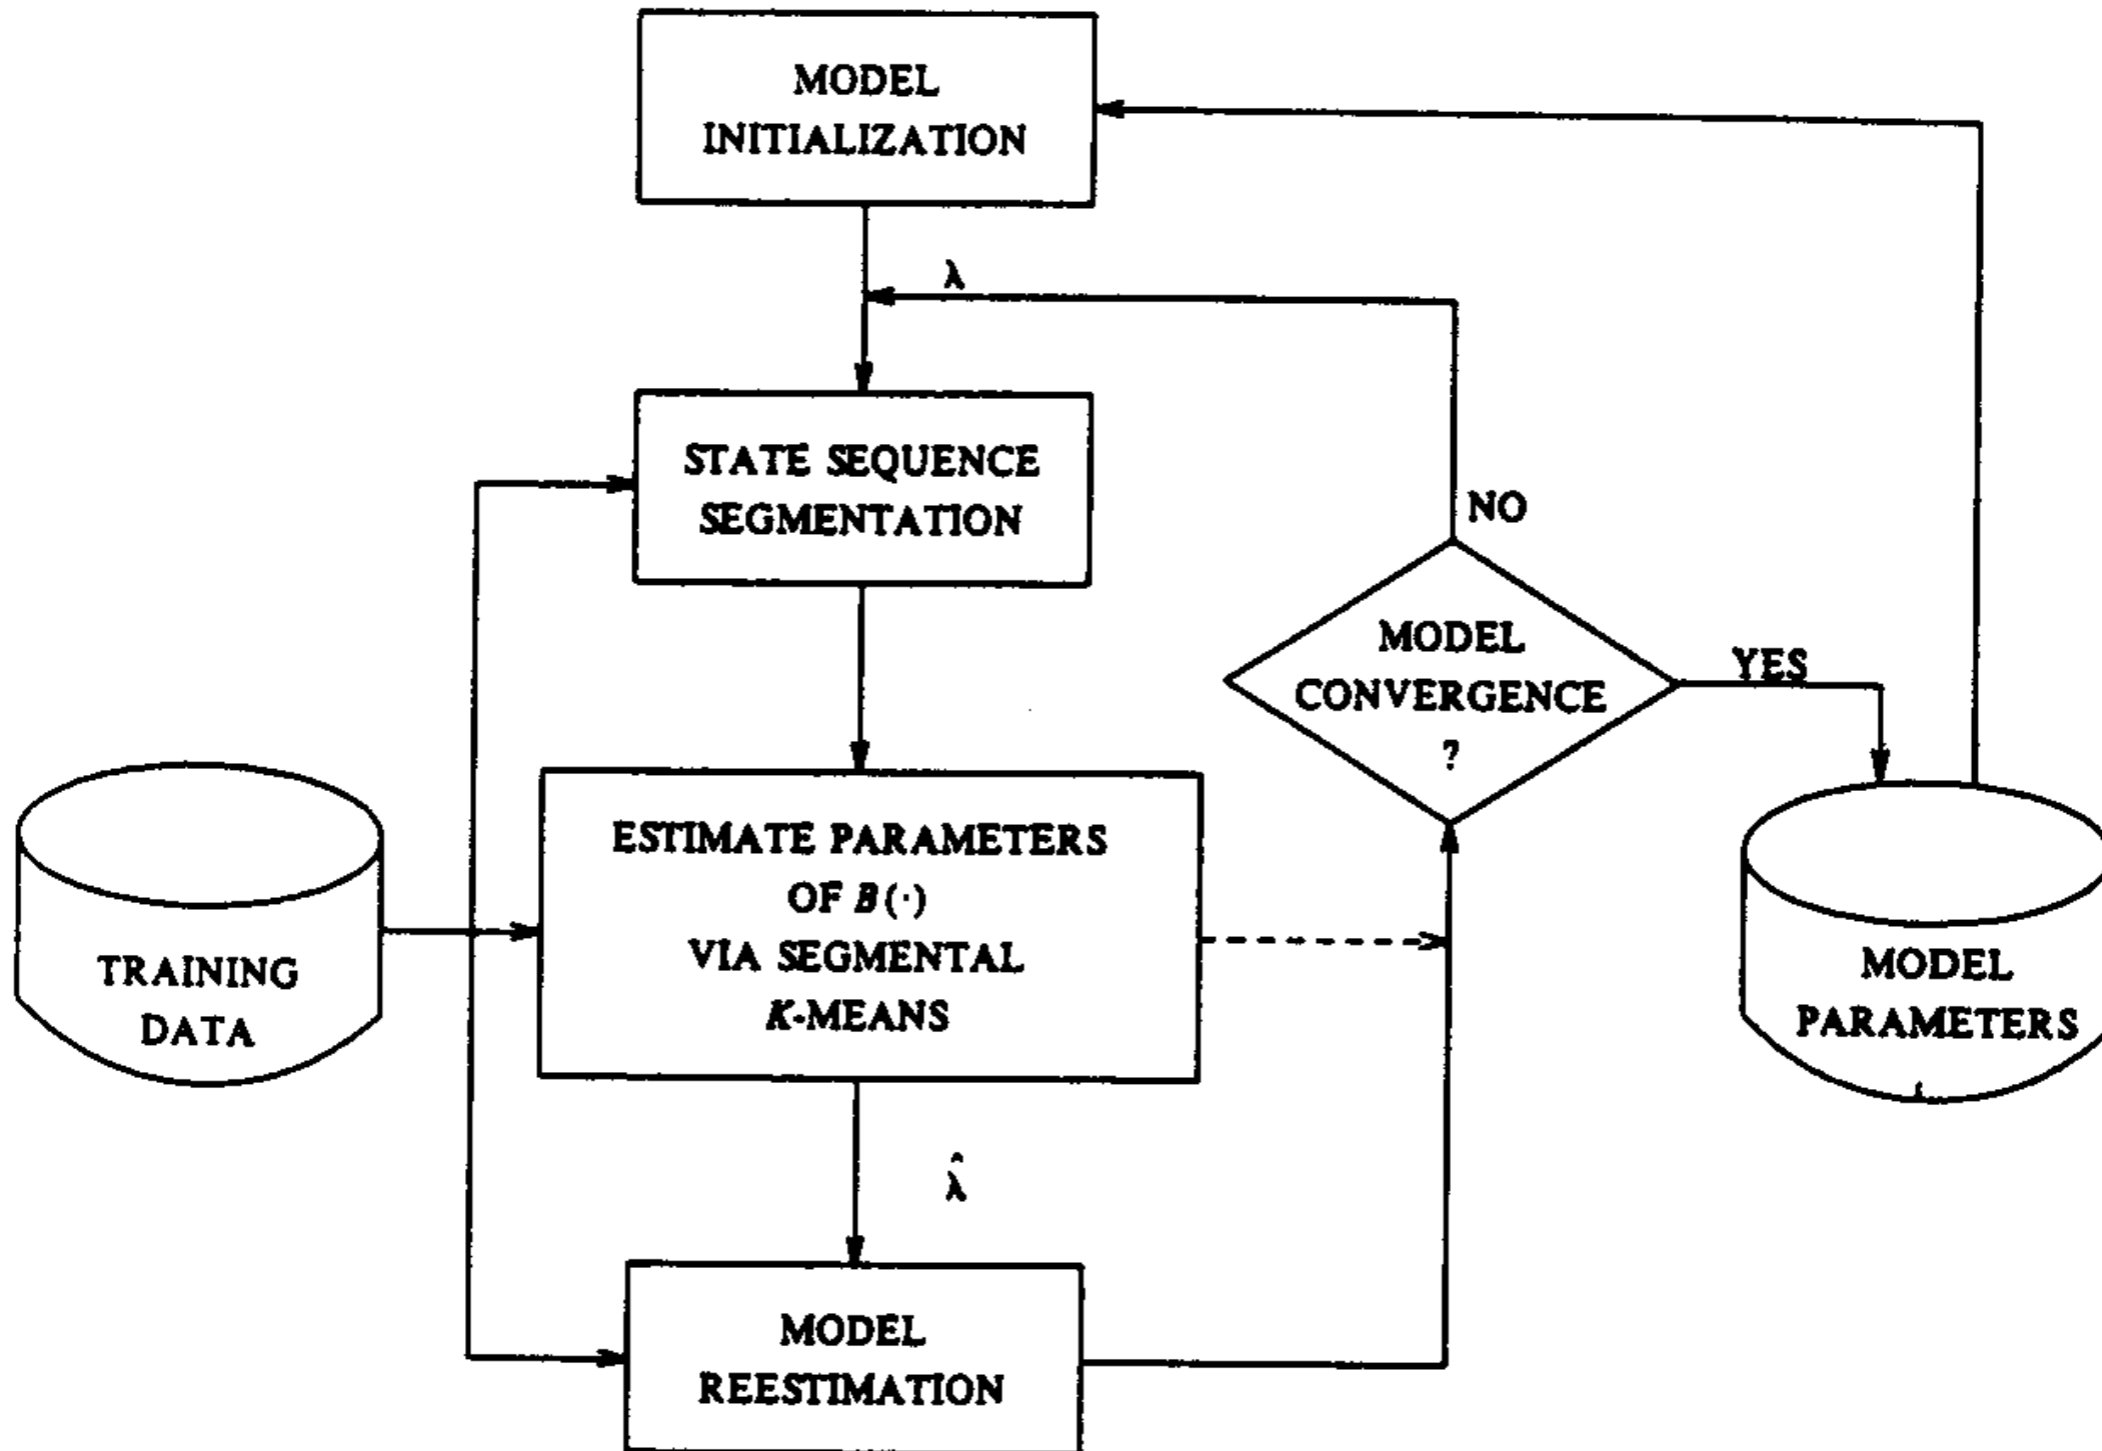 MODEL
INITIALIZATION
λ
STATE SEQUENCE
SEGMENTATION
NO
MODEL
CONVERGENCE
?
YES
ESTIMATE PARAMETERS
OF B(·)
VIA SEGMENTAL
K-MEANS
TRAINING
DATA
MODEL
PARAMETERS
λ̂
MODEL
REESTIMATION